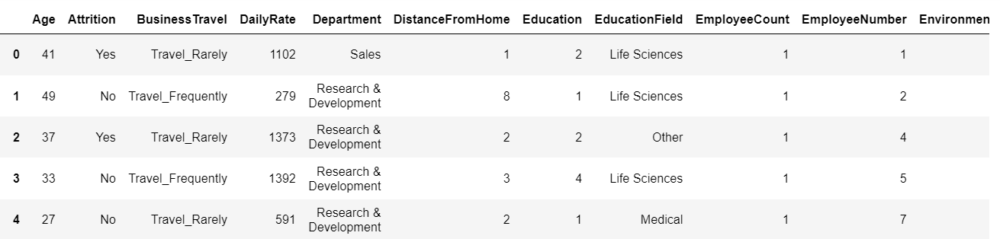 Age Attrition BusinessTravel DailyRate Department DistanceFromHome Education EducationField EmployeeCount EmployeeNumber Environmen
0 41 Yes Travel_Rarely 1102 Sales 1 2 Life Sciences 1 1
1 49 No Travel_Frequently 279 Research &
Development 8 1 Life Sciences 1 2
2 37 Yes Travel_Rarely 1373 Research &
Development 2 2 Other 1 4
3 33 No Travel_Frequently 1392 Research &
Development 3 4 Life Sciences 1 5
4 27 No Travel_Rarely 591 Research &
Development 2 1 Medical 1 7